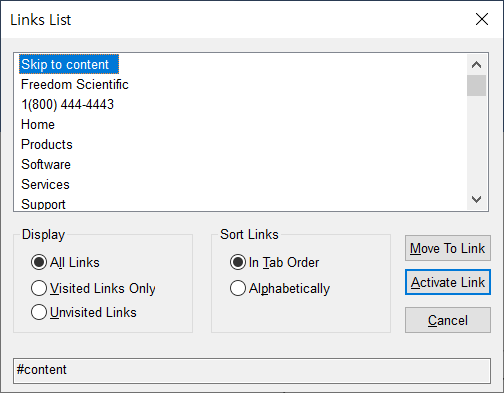 Links List
Skip to content
Freedom Scientific
1(800) 444-4443
Home
Products
Software
Services
Support
Display
All Links
Visited Links Only
Unvisited Links
Sort Links
In Tab Order
Alphabetically
Move To Link
Activate Link
Cancel
#content